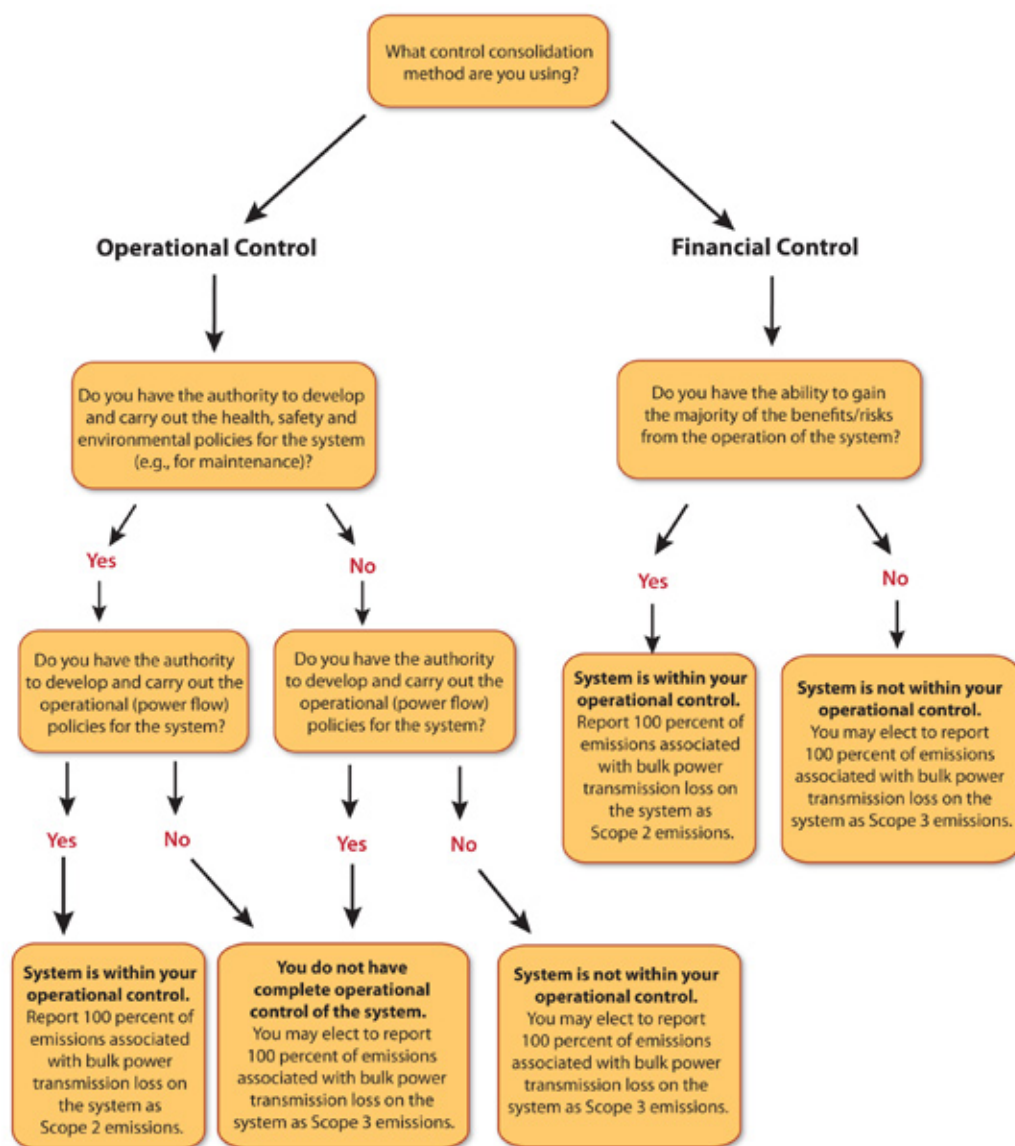 What control consolidation
method are you using?
Operational Control
Financial Control
Do you have the authority to develop
and carry out the health, safety and
environmental policies for the system
(e.g., for maintenance)?
Do you have the ability to gain
the majority of the benefits/risks
from the operation of the system?
Yes
No
Yes
No
Do you have the authority
to develop and carry out the
operational (power flow)
policies for the system?
Do you have the authority
to develop and carry out the
operational (power flow)
policies for the system?
System is within your
operational control.
Report 100 percent of
emissions associated
with bulk power
transmission loss on
the system as
Scope 2 emissions.
System is not within your
operational control.
You may elect to report
100 percent of emissions
associated with bulk power
transmission loss on the
system as Scope 3 emissions.
Yes
No
Yes
No
System is within your
operational control.
Report 100 percent of
emissions associated
with bulk power
transmission loss on
the system as
Scope 2 emissions.
You do not have
complete operational
control of the system.
You may elect to report
100 percent of emissions
associated with bulk power
transmission loss on the
system as Scope 3 emissions.
System is not within your
operational control.
You may elect to report
100 percent of emissions
associated with bulk power
transmission loss on the
system as Scope 3 emissions.